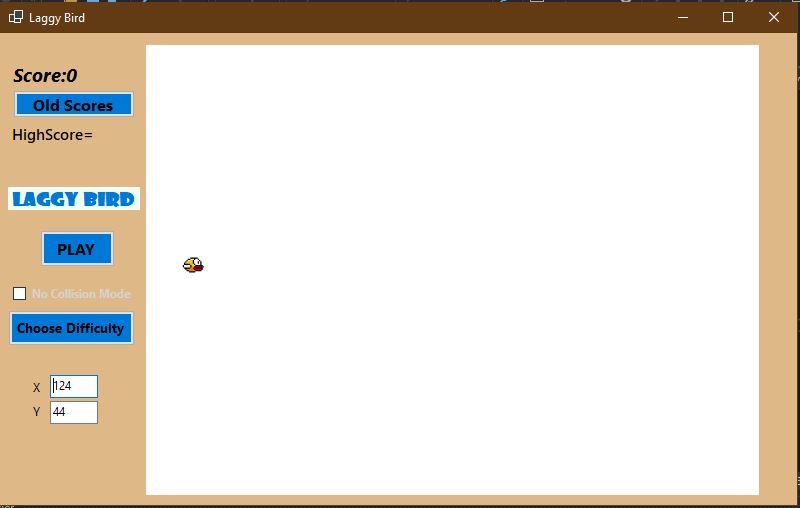 Laggy Bird
Score:0
Old Scores
HighScore=
LAGGY BIRD
PLAY
No Collision Mode
Choose Difficulty
X 124
Y 44